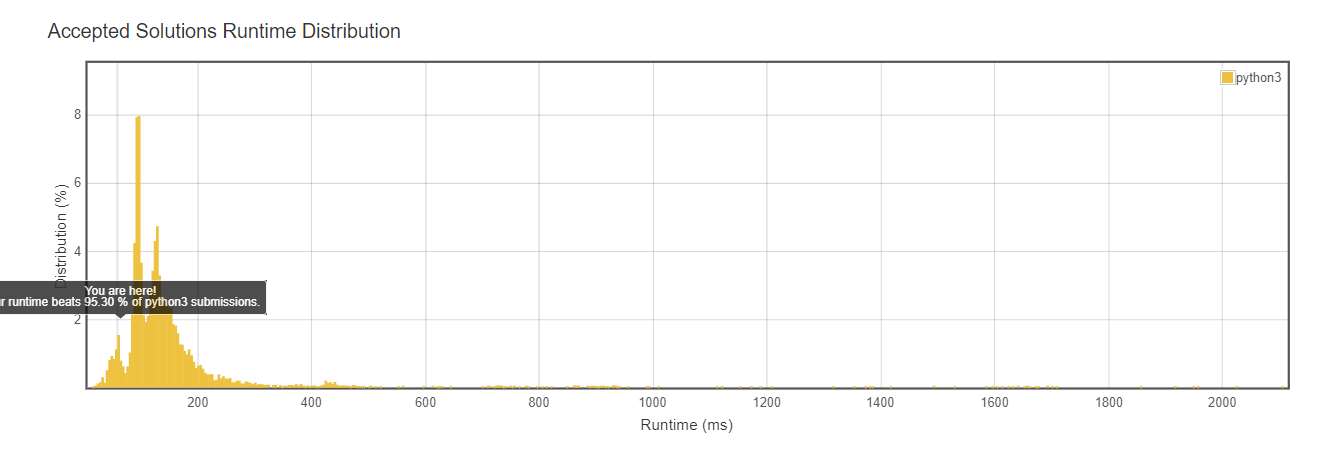 Accepted Solutions Runtime Distribution
python3
8
6
4
2
Distribution (%)
You are here!
r runtime beats 95.30 % of python3 submissions.
200 400 600 800 1000 1200 1400 1600 1800 2000
Runtime (ms)